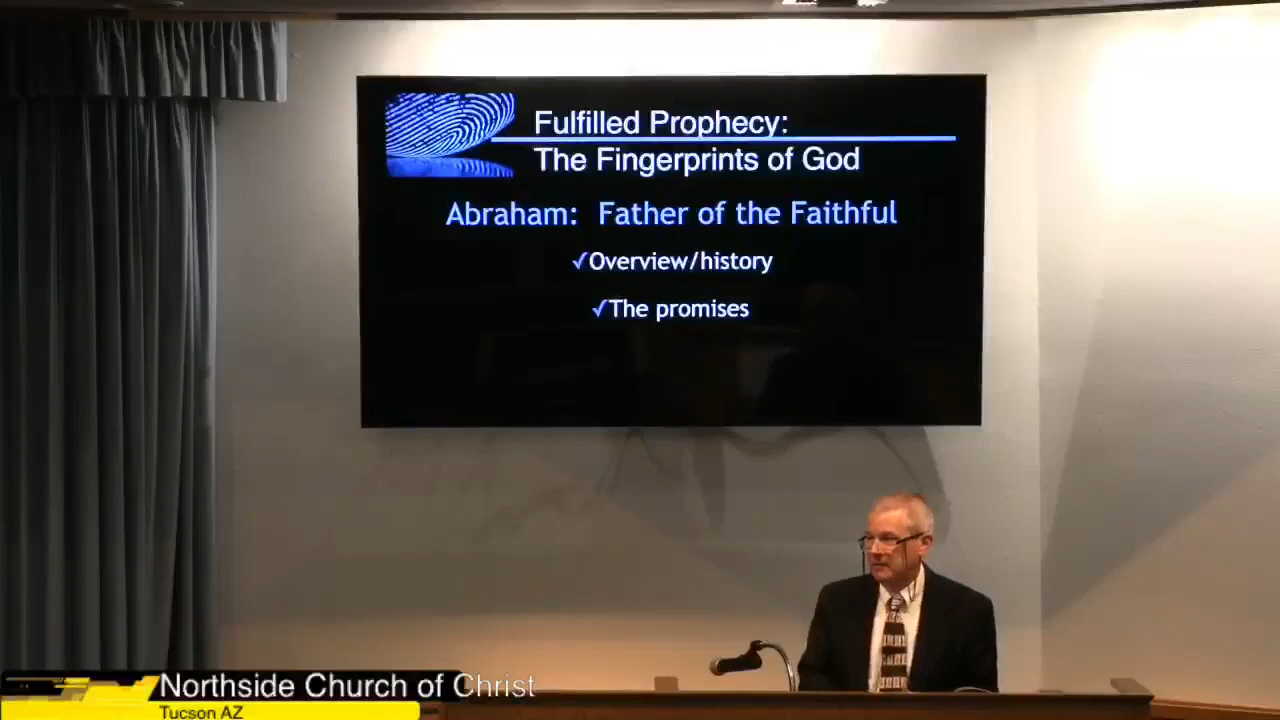 Fulfilled Prophecy:
The Fingerprints of God
Abraham: Father of the Faithful
✓Overview/history
✓The promises
Northside Church of Christ
Tucson AZ